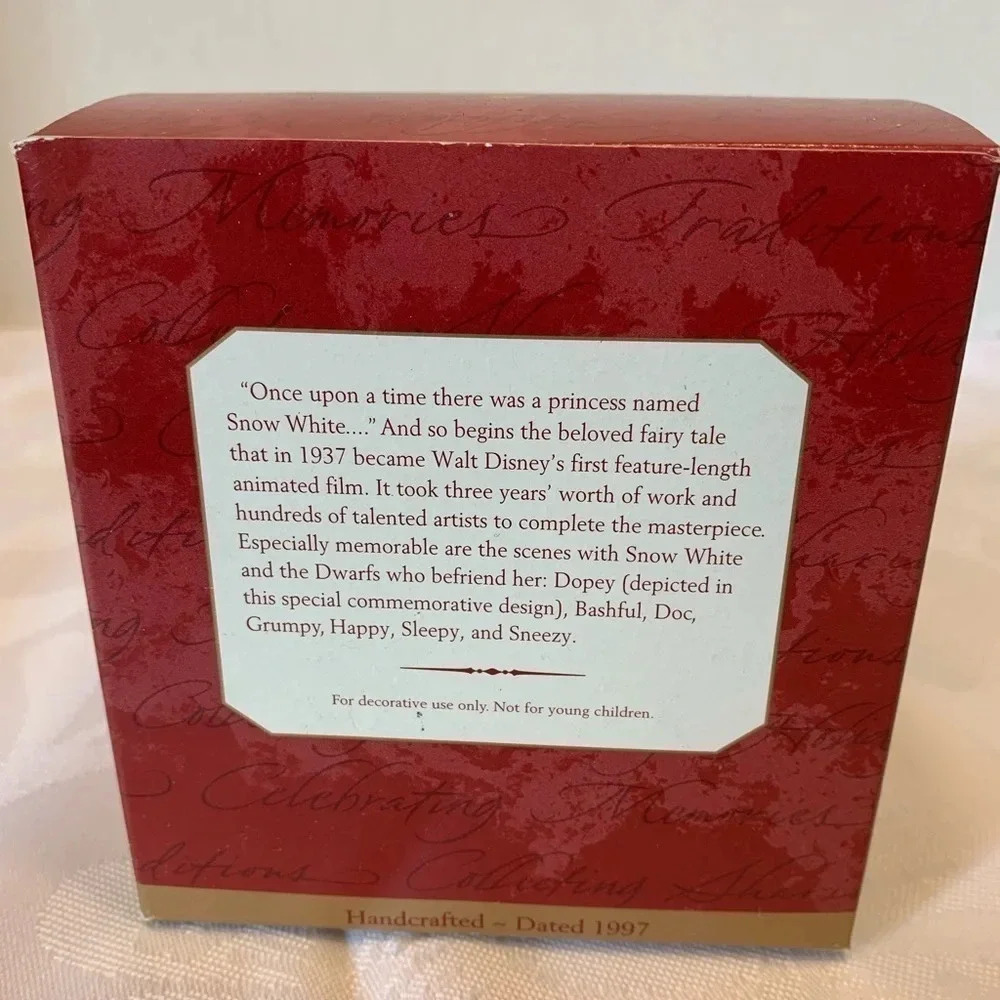 ng Memories Traditions
"Once upon a time there was a princess named
Snow White...." And so begins the beloved fairy tale
that in 1937 became Walt Disney's first feature-length
animated film. It took three years' worth of work and
hundreds of talented artists to complete the masterpiece.
Especially memorable are the scenes with Snow White
and the Dwarfs who befriend her: Dopey (depicted in
this special commemorative design), Bashful, Doc,
Grumpy, Happy, Sleepy, and Sneezy.
For decorative use only. Not for young children.
Celebrating Memories
ditions Collecting Sharin
Handcrafted ~ Dated 1997